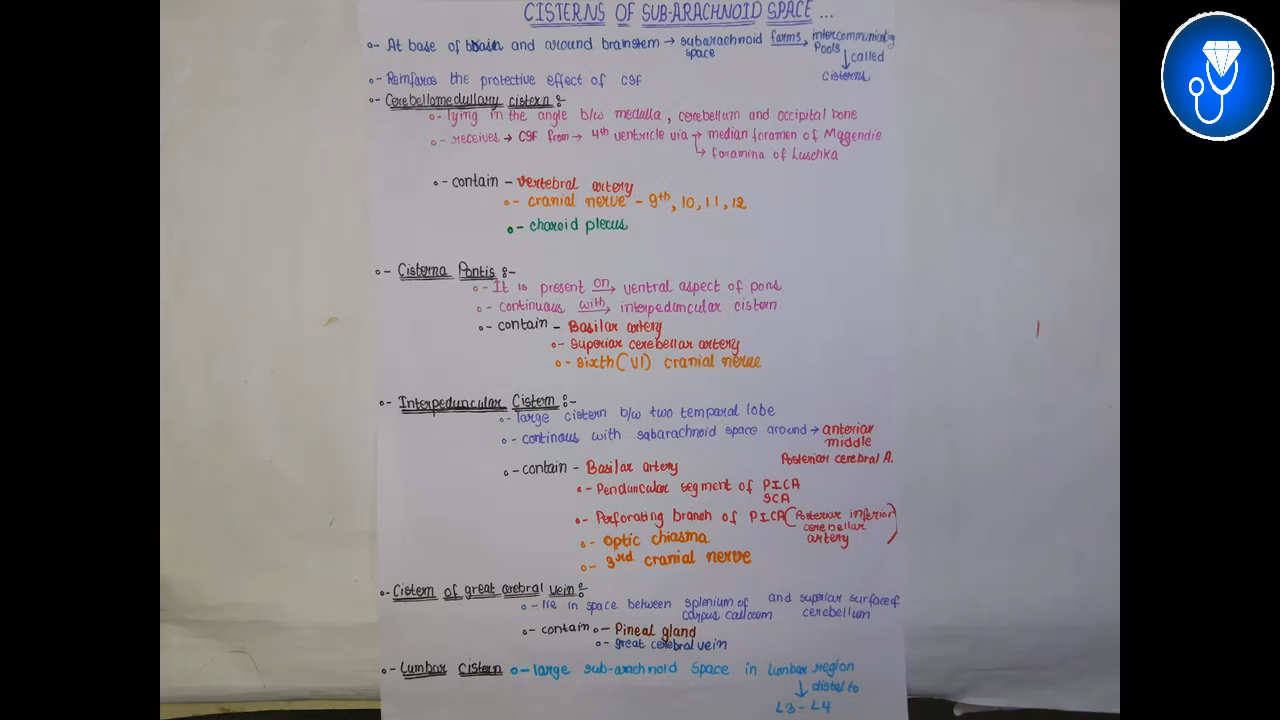 CISTERNS OF SUB-ARACHNOID SPACE ...
- At base of brain and around brainstem → subarachnoid space forms → intercommunicating Pools
↓ called
Cisterns
- Reinforce the protective effect of CSF
- Cerebellomedullary cistern :-
- lying in the angle b/w medulla, cerebellum and occipital bone
- receives → CSF from → 4th ventricle via → median foramen of Magendie
↳ foramina of Luschka
- contain - vertebral artery
- cranial nerve - 9th, 10, 11, 12
- choroid plexus
- Cisterna Pontis :-
- It is present on → ventral aspect of pons
- continuous with → interpeduncular cistern
- contain - Basilar artery
- superior cerebellar artery
- sixth (VI) cranial nerve
- Interpeduncular Cistern :-
- large cistern b/w two temporal lobe
- continous with subarachnoid space around → anterior
middle
Posterior cerebral A.
- contain - Basilar artery
- Penduncular segment of PICA
SCA
- Perforating branch of PICA (Posterior inferior
cerebellar
artery)
- optic chiasma
- 3rd cranial nerve
- Cistern of great cerebral vein :-
- lie in space between splenium of corpus callosum and superior surface of cerebellum
- contain - Pineal gland
- great cerebral vein
- Lumbar Cistern - large sub-arachnoid space in lumbar region
↓ distal to
L3 - L4